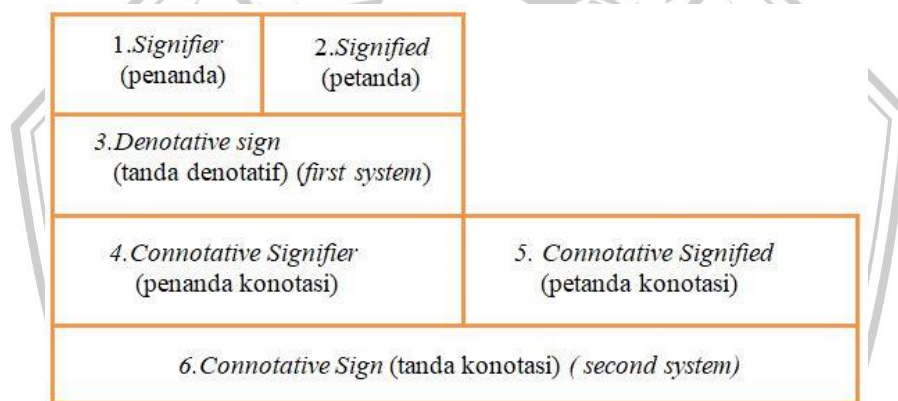 1.Signifier
(penanda)
2.Signified
(petanda)
3.Denotative sign
(tanda denotatif) (first system)
4.Connotative Signifier
(penanda konotasi)
5. Connotative Signified
(petanda konotasi)
6.Connotative Sign (tanda konotasi) ( second system)